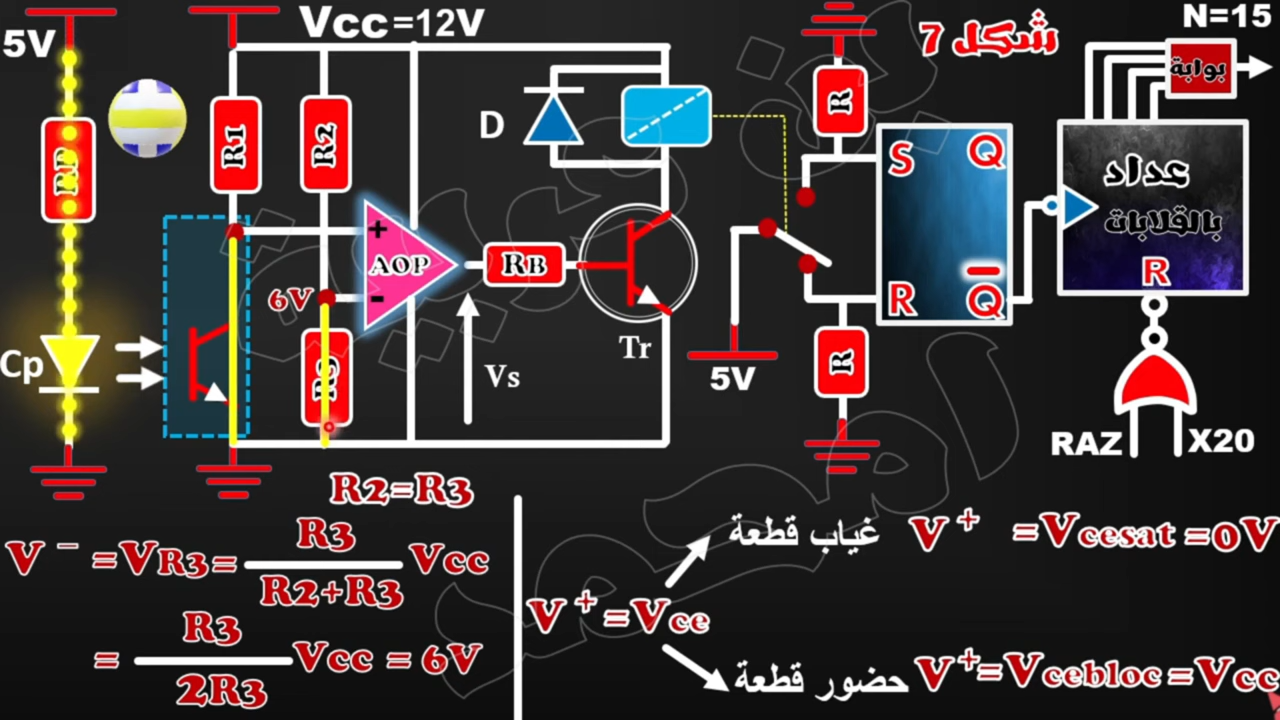 5V
Vcc=12V
شكل 7
N=15
بوابة
R1
R2
D
R
S
Q
عداد
بالقلابات
+
AOP
-
RB
6V
R
Q
R
Cp
R3
Vs
Tr
5V
R
RAZ
X20
R2=R3
V⁻ =VR3= R3
R2+R3 Vcc
= R3
2R3 Vcc = 6V
غياب قطعة V⁺ =Vcesat =0V
V⁺=Vce
حضور قطعة V⁺=Vcebloc =Vcc